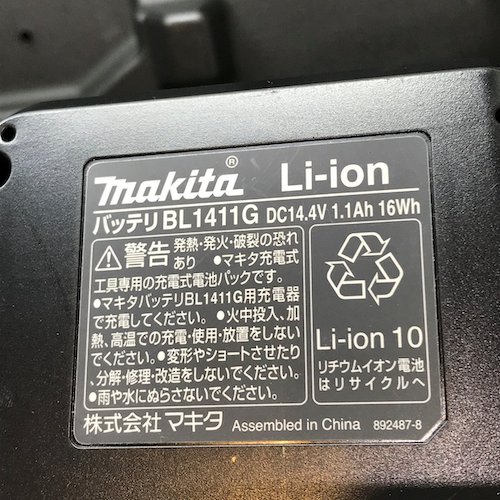 makita® Li-ion
バッテリ BL1411G DC14.4V 1.1Ah 16Wh
⚠警告 発熱・発火・破裂の恐れあり ●マキタ充電式
工具専用の充電式電池パックです。
●マキタバッテリBL1411G用充電器
で充電してください。●火中投入、加
熱、高温での充電・使用・放置をしない
でください。●変形やショートさせたり
、分解・修理・改造をしないでください。
●雨や水にぬらさないでください。
Li-ion 10
リチウムイオン電池
はリサイクルへ
株式会社マキタ Assembled in China 892487-8